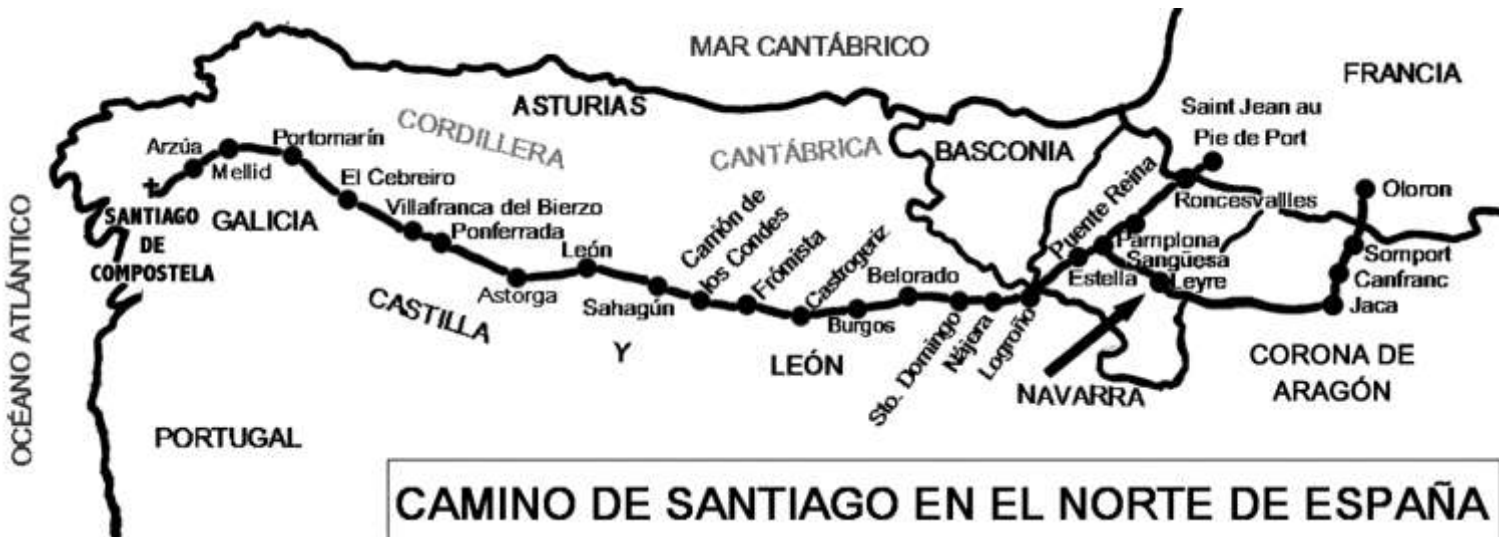 MAR CANTÁBRICO
FRANCIA
ASTURIAS
CORDILLERA
CANTÁBRICA
BASCONIA
Saint Jean au
Pie de Port
Arzúa
Portomarín
Mellid
El Cebreiro
Villafranca del Bierzo
Ponferrada
SANTIAGO
DE
COMPOSTELA
GALICIA
OCÉANO ATLÁNTICO
León
Astorga
CASTILLA
Y
LEÓN
Sahagún
Carrión de
los Condes
Frómista
Castrogeriz
Burgos
Belorado
Sto. Domingo
Nájera
Logroño
Estella
Puente Reina
Pamplona
Sangüesa
Leyre
Roncesvalles
Oloron
Somport
Canfranc
Jaca
NAVARRA
CORONA DE
ARAGÓN
PORTUGAL
CAMINO DE SANTIAGO EN EL NORTE DE ESPAÑA